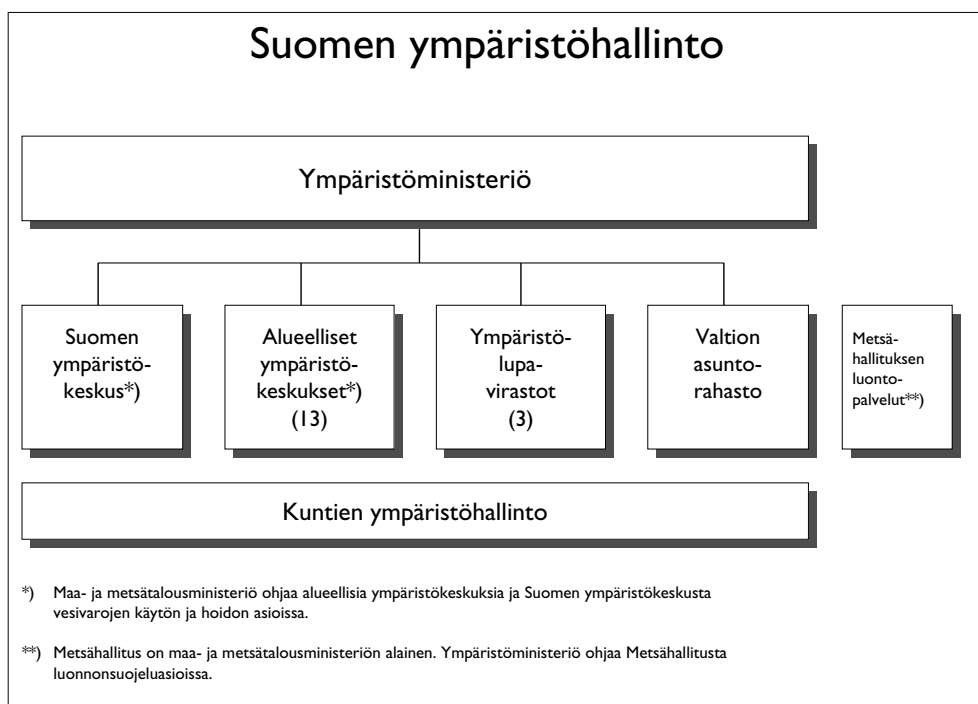 Suomen ympäristöhallinto
Ympäristöministeriö
Suomen
ympäristö-
keskus*)
Alueelliset
ympäristö-
keskukset*)
(13)
Ympäristö-
lupa-
virastot
(3)
Valtion
asunto-
rahasto
Metsä-
hallituksen
luonto-
palvelut**)
Kuntien ympäristöhallinto
*) Maa- ja metsätalousministeriö ohjaa alueellisia ympäristökeskuksia ja Suomen ympäristökeskusta
vesivarojen käytön ja hoidon asioissa.
**) Metsähallitus on maa- ja metsätalousministeriön alainen. Ympäristöministeriö ohjaa Metsähallitusta
luonnonsuojeluasioissa.